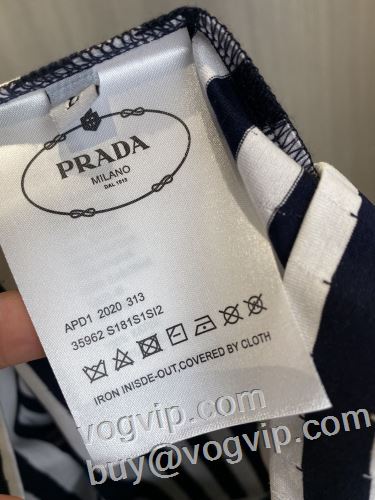 L
PRADA
MILANO
DAL 1913
APD1 2020 313
35962 S181S1SI2
IRON INISDE-OUT,COVERED BY CLOTH
vogvip.com
buy@vogvip.com